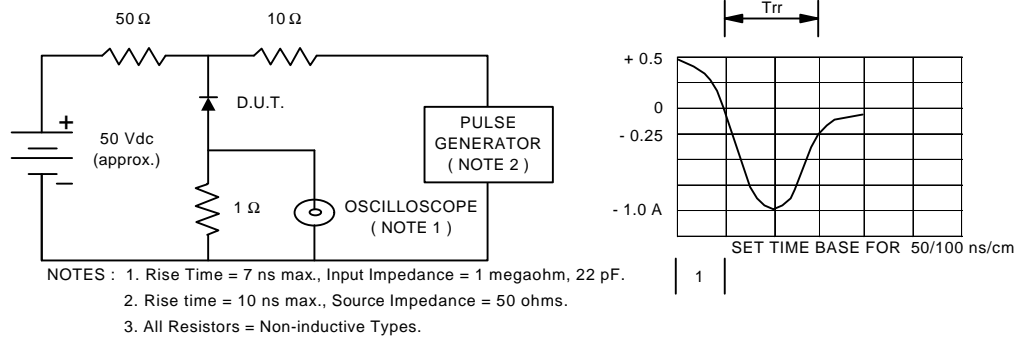 50 Ω
10 Ω
Trr
D.U.T.
+
50 Vdc
(approx.)
−
PULSE
GENERATOR
( NOTE 2 )
1 Ω
OSCILLOSCOPE
( NOTE 1 )
+ 0.5
0
- 0.25
- 1.0 A
SET TIME BASE FOR 50/100 ns/cm
1
NOTES : 1. Rise Time = 7 ns max., Input Impedance = 1 megaohm, 22 pF.
2. Rise time = 10 ns max., Source Impedance = 50 ohms.
3. All Resistors = Non-inductive Types.